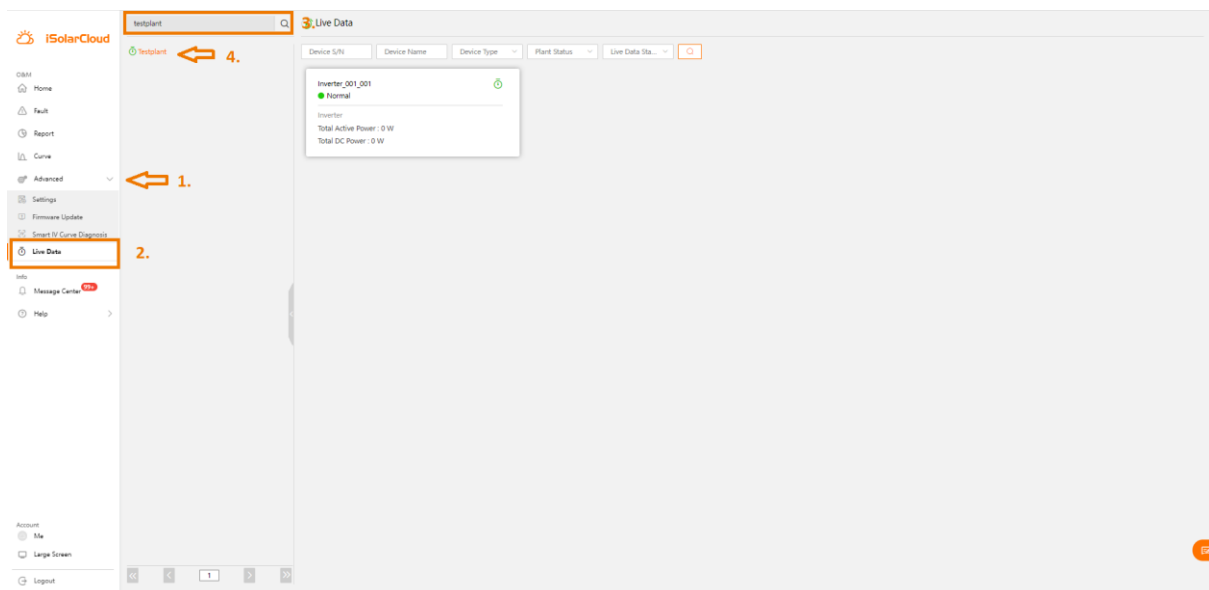 iSolarCloud
O&M
Home
Fault
Report
Curve
Advanced
1.
Settings
Firmware Update
Smart IV Curve Diagnosis
Live Data
2.
Info
Message Center 99+
Help
Account
Me
Large Screen
Logout
testplant
3.
Testplant
4.
1
Live Data
Device S/N
Device Name
Device Type
Plant Status
Live Data Sta...
Inverter_001_001
Normal
Inverter
Total Active Power : 0 W
Total DC Power : 0 W